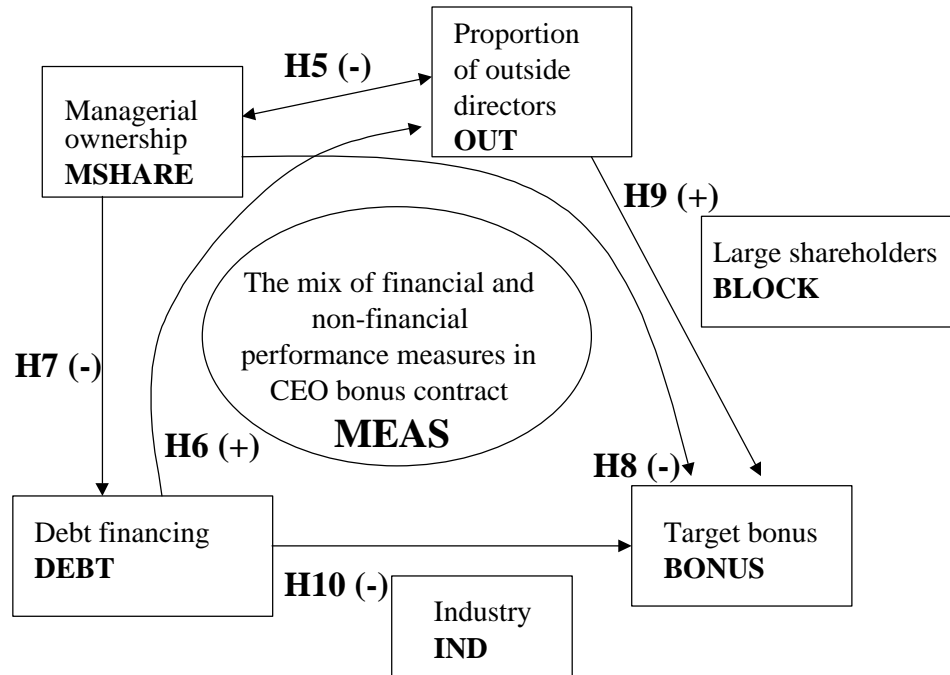 Proportion
of outside
directors
OUT
H5 (-)
Managerial
ownership
MSHARE
H9 (+)
Large shareholders
BLOCK
The mix of financial and
non-financial
performance measures in
CEO bonus contract
MEAS
H7 (-)
H6 (+)
H8 (-)
Debt financing
DEBT
Target bonus
BONUS
H10 (-)
Industry
IND